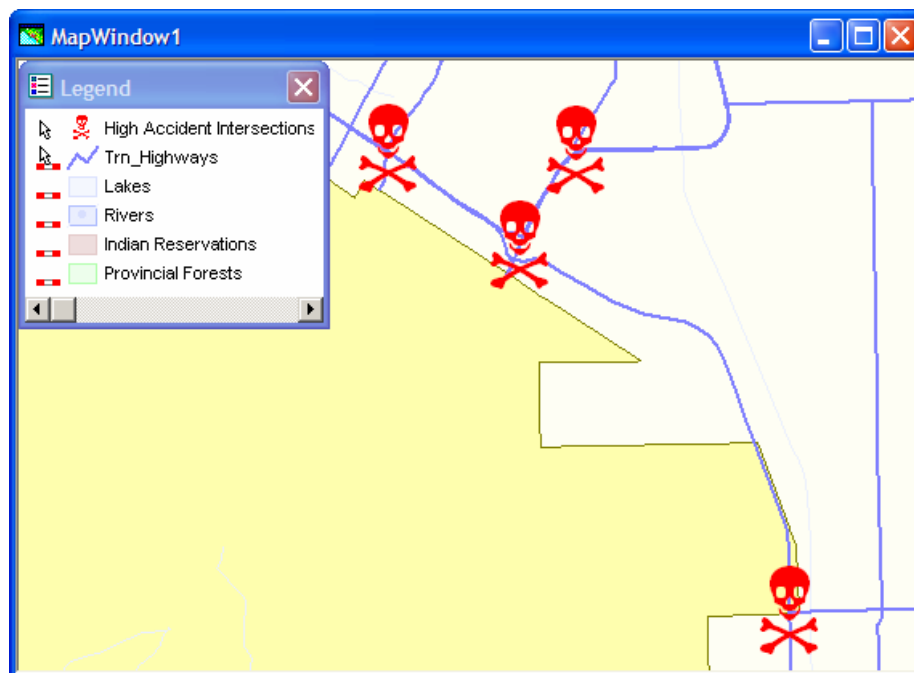 MapWindow1
Legend
High Accident Intersections
Trn_Highways
Lakes
Rivers
Indian Reservations
Provincial Forests